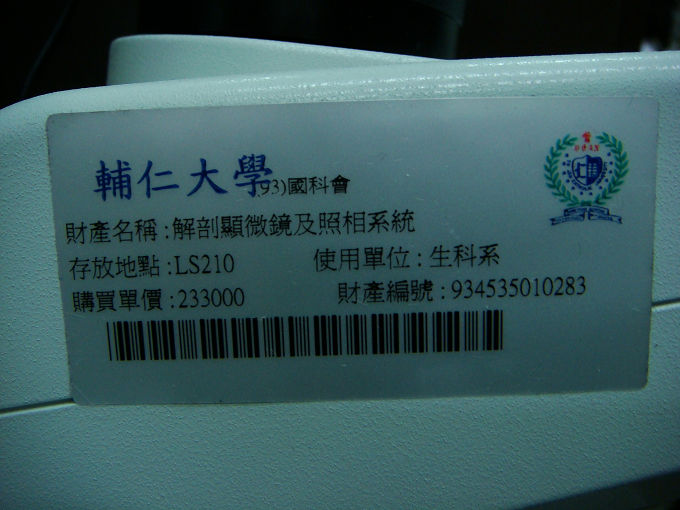 輔仁大學 93)國科會
財產名稱:解剖顯微鏡及照相系統
存放地點:LS210 使用單位:生科系
購買單價:233000 財產編號:934535010283